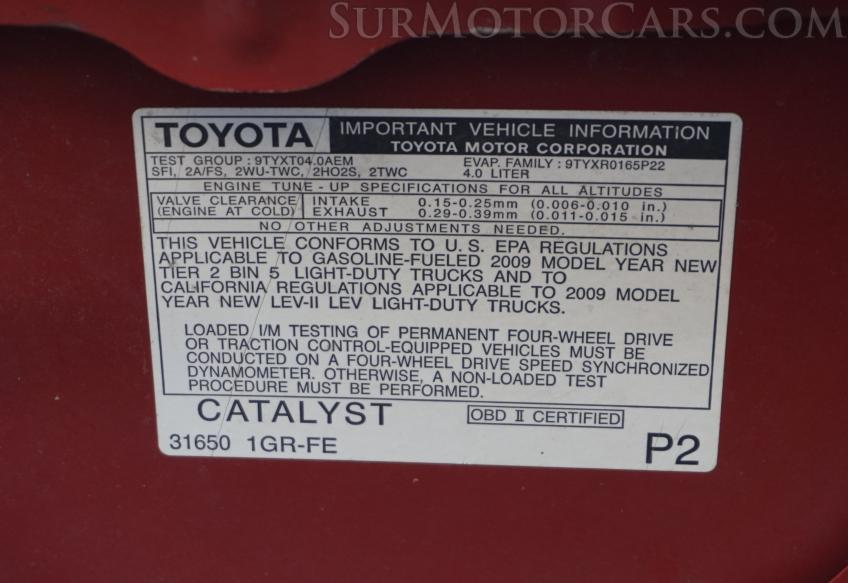 SurMotorCars.com
TOYOTA IMPORTANT VEHICLE INFORMATION
TOYOTA MOTOR CORPORATION
TEST GROUP : 9TYXT04.0AEM EVAP. FAMILY : 9TYXR0165P22
SFI, 2A/FS, 2WU-TWC, 2HO2S, 2TWC 4.0 LITER
ENGINE TUNE - UP SPECIFICATIONS FOR ALL ALTITUDES
VALVE CLEARANCE INTAKE 0.15-0.25mm (0.006-0.010 in.)
(ENGINE AT COLD) EXHAUST 0.29-0.39mm (0.011-0.015 in.)
NO OTHER ADJUSTMENTS NEEDED.
THIS VEHICLE CONFORMS TO U.S. EPA REGULATIONS
APPLICABLE TO GASOLINE-FUELED 2009 MODEL YEAR NEW
TIER 2 BIN 5 LIGHT-DUTY TRUCKS AND TO
CALIFORNIA REGULATIONS APPLICABLE TO 2009 MODEL
YEAR NEW LEV-II LEV LIGHT-DUTY TRUCKS.
LOADED I/M TESTING OF PERMANENT FOUR-WHEEL DRIVE
OR TRACTION CONTROL-EQUIPPED VEHICLES MUST BE
CONDUCTED ON A FOUR-WHEEL DRIVE SPEED SYNCHRONIZED
DYNAMOMETER. OTHERWISE, A NON-LOADED TEST
PROCEDURE MUST BE PERFORMED.
CATALYST OBD II CERTIFIED
31650 1GR-FE P2